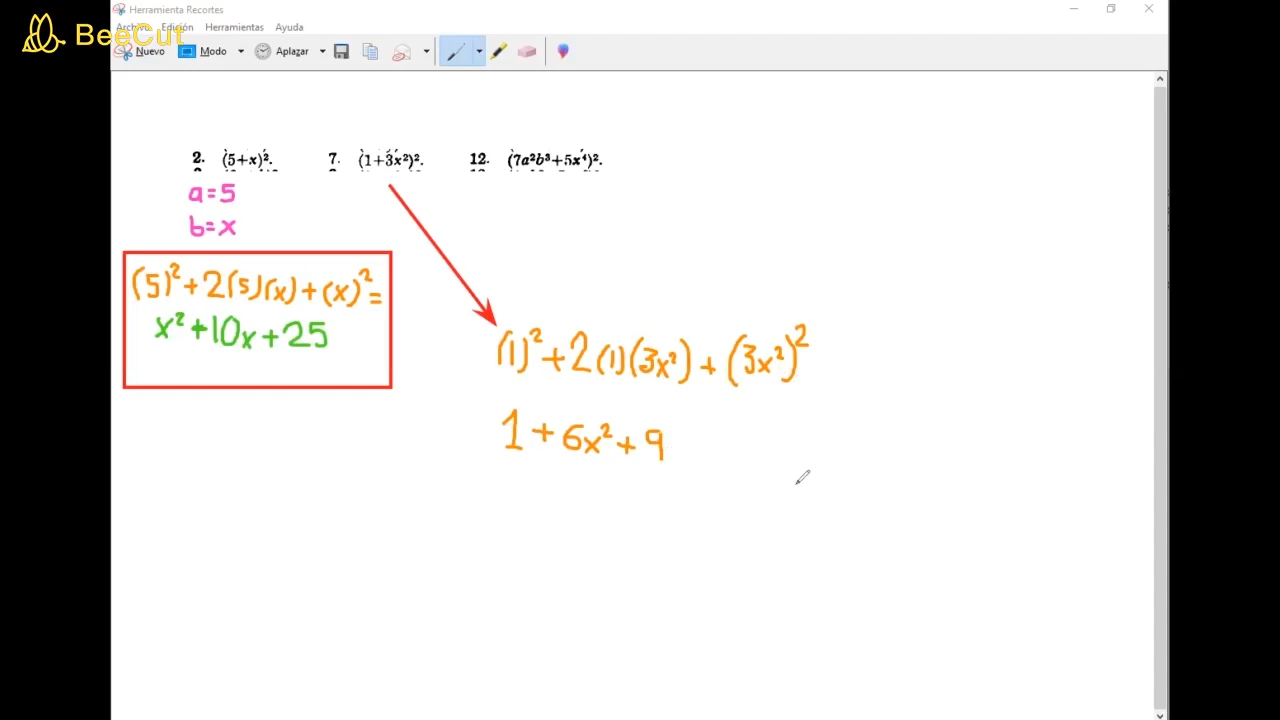 Herramienta Recortes
Archivo Edición Herramientas Ayuda
BeeCut
Nuevo Modo Aplazar
2. (5+x)². 7. (1+3x²)². 12. (7a²b³+5x⁴)².
a=5
b=x
(5)²+2(5)(x)+(x)²=
x²+10x+25
(1)²+2(1)(3x²)+(3x²)²
1+6x²+9